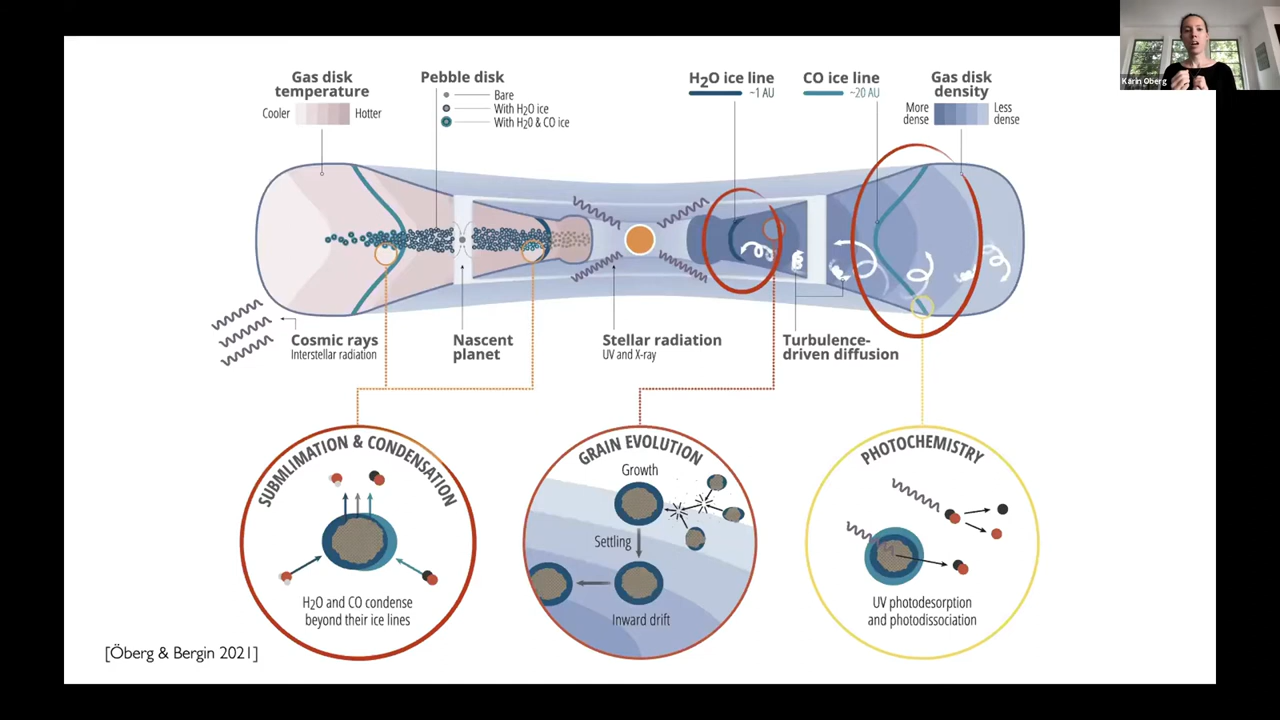 Karin Oberg
Gas disk
temperature
Cooler
Hotter
Pebble disk
Bare
With H2O ice
With H2O & CO ice
H2O ice line
~1 AU
CO ice line
~20 AU
Gas disk
density
More
dense
Less
dense
Cosmic rays
Interstellar radiation
Nascent
planet
Stellar radiation
UV and X-ray
Turbulence-
driven diffusion
SUBMLIMATION & CONDENSATION
H2O and CO condense
beyond their ice lines
GRAIN EVOLUTION
Growth
Settling
Inward drift
PHOTOCHEMISTRY
UV photodesorption
and photodissociation
[Öberg & Bergin 2021]